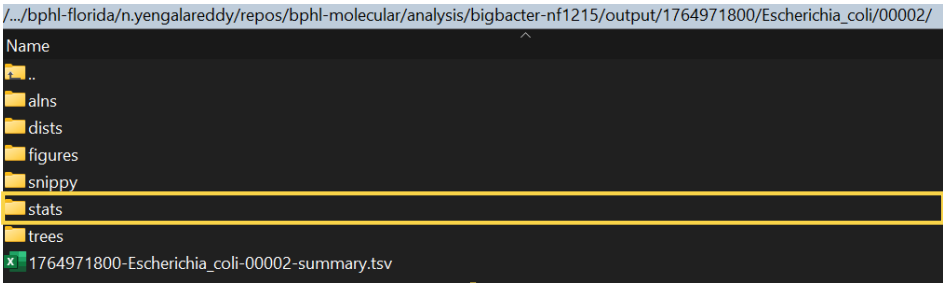 /.../bphl-florida/n.yengalareddy/repos/bphl-molecular/analysis/bigbacter-nf1215/output/1764971800/Escherichia_coli/00002/
Name
..
alns
dists
figures
snippy
stats
trees
1764971800-Escherichia_coli-00002-summary.tsv